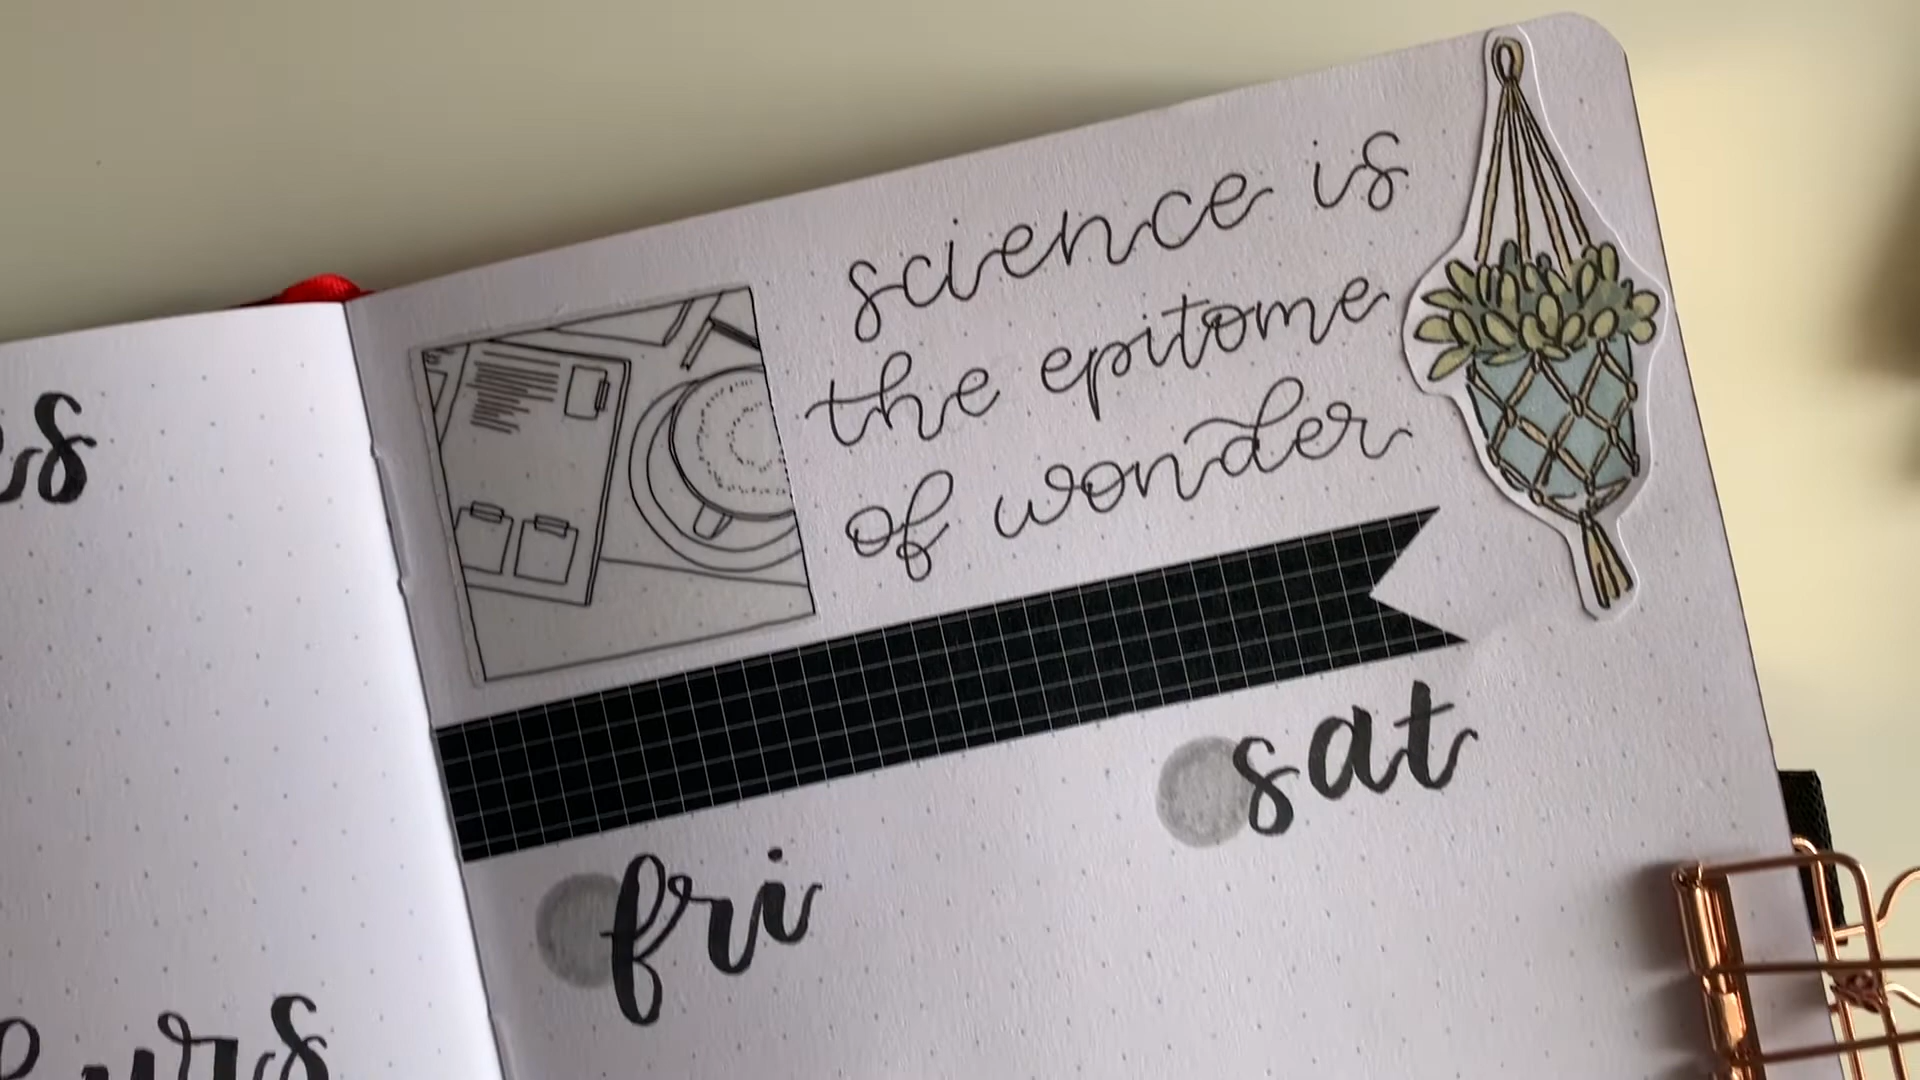 science is
the epitome
of wonder
sat
fri